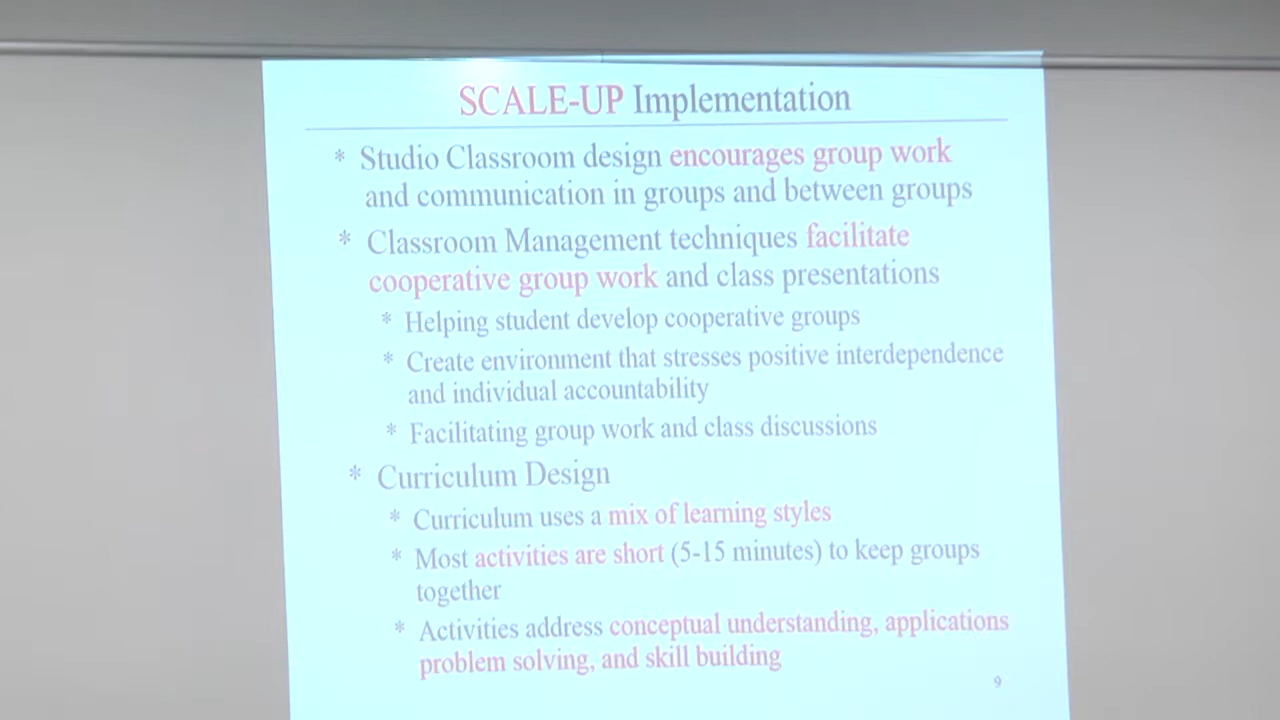 SCALE-UP Implementation
* Studio Classroom design encourages group work
and communication in groups and between groups
* Classroom Management techniques facilitate
cooperative group work and class presentations
* Helping student develop cooperative groups
* Create environment that stresses positive interdependence
and individual accountability
* Facilitating group work and class discussions
* Curriculum Design
* Curriculum uses a mix of learning styles
* Most activities are short (5-15 minutes) to keep groups
together
* Activities address conceptual understanding, applications
problem solving, and skill building
9